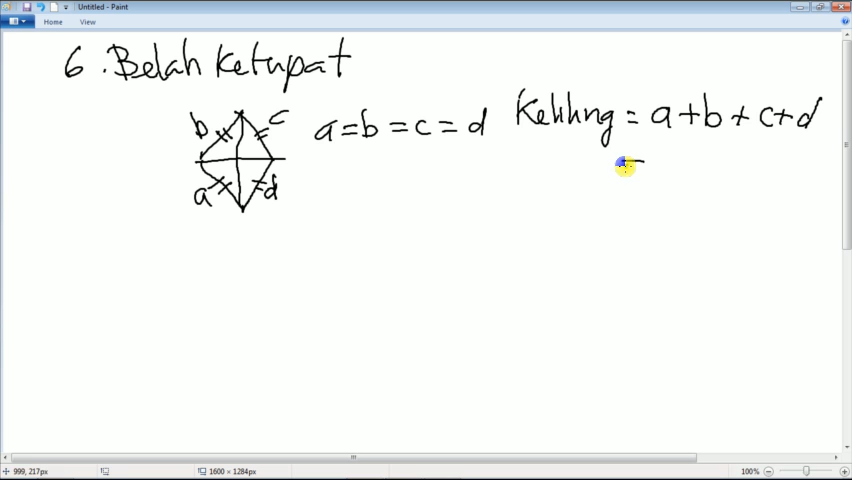 Untitled - Paint
Home View
6. Belah Ketupat
b c
a d
a = b = c = d
Keliling = a + b + c + d
=
999, 217px
1600 × 1284px
100%